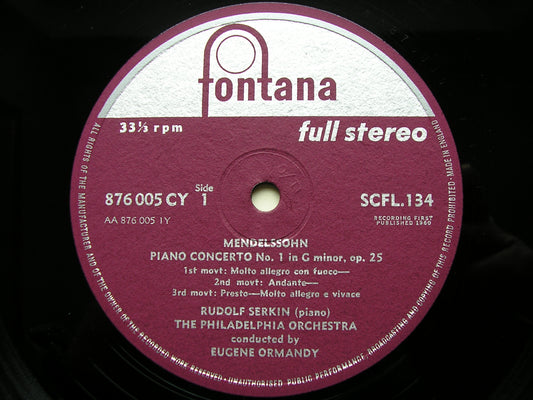 fontana
33⅓ rpm
full stereo
876 005 CY Side 1
SCFL.134
AA 876 005 1Y
RECORDING FIRST
PUBLISHED 1960
MENDELSSOHN
PIANO CONCERTO No. 1 in G minor, op. 25
1st movt: Molto allegro con fuoco—
2nd movt: Andante—
3rd movt: Presto—Molto allegro e vivace
RUDOLF SERKIN (piano)
THE PHILADELPHIA ORCHESTRA
conducted by
EUGENE ORMANDY
ALL RIGHTS OF THE MANUFACTURER AND OF THE OWNER OF THE RECORDED WORK RESERVED • UNAUTHORISED PUBLIC PERFORMANCE, BROADCASTING AND COPYING OF THIS RECORD PROHIBITED • MADE IN ENGLAND